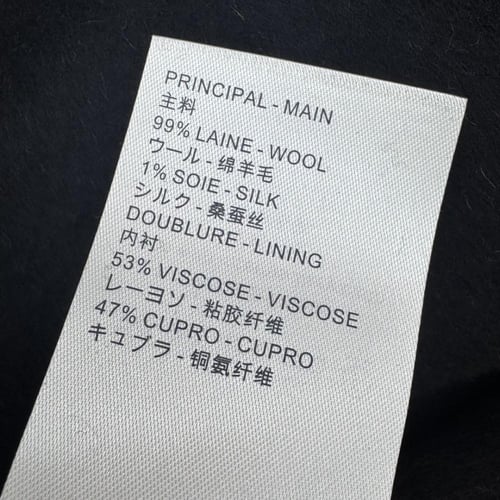 PRINCIPAL - MAIN
主料
99% LAINE - WOOL
ウール - 绵羊毛
1% SOIE - SILK
シルク - 桑蚕丝
DOUBLURE - LINING
内衬
53% VISCOSE - VISCOSE
レーヨソ - 粘胶纤维
47% CUPRO - CUPRO
キュブラ - 铜氨纤维